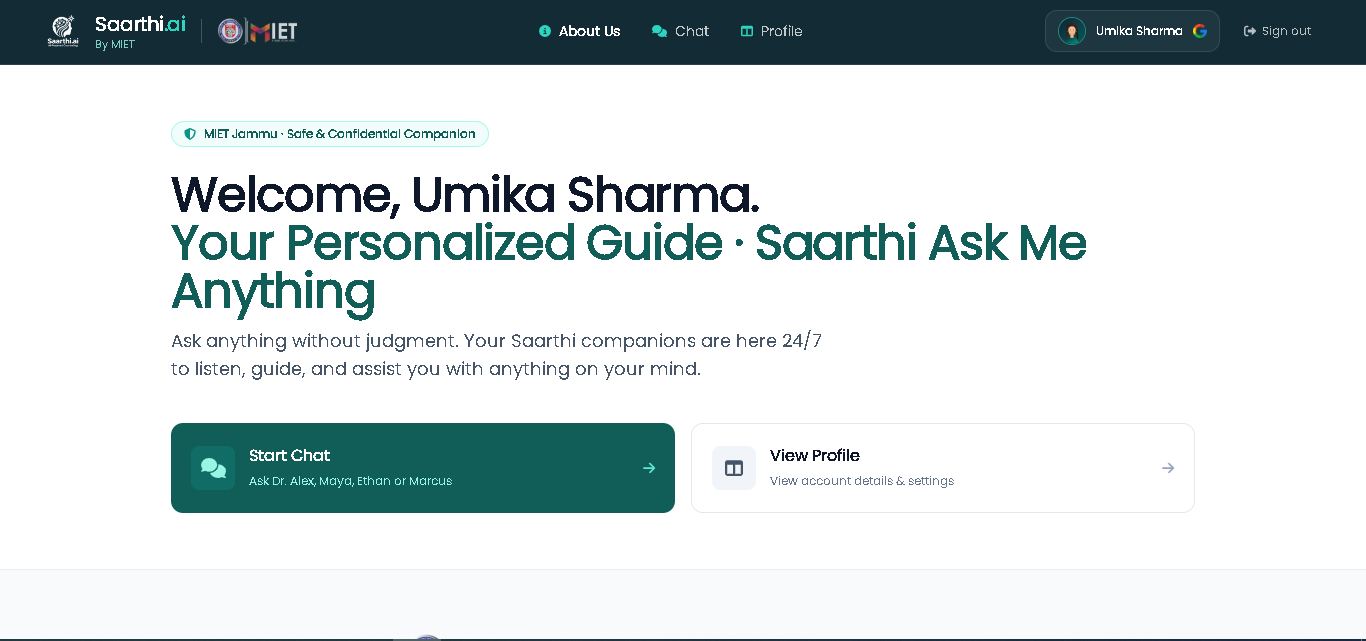 Saarthi.ai
Saarthi.ai
By MIET
MIET
About Us
Chat
Profile
Umika Sharma
Sign out
MIET Jammu · Safe & Confidential Companion
Welcome, Umika Sharma.
Your Personalized Guide · Saarthi Ask Me
Anything
Ask anything without judgment. Your Saarthi companions are here 24/7
to listen, guide, and assist you with anything on your mind.
Start Chat
Ask Dr. Alex, Maya, Ethan or Marcus
View Profile
View account details & settings